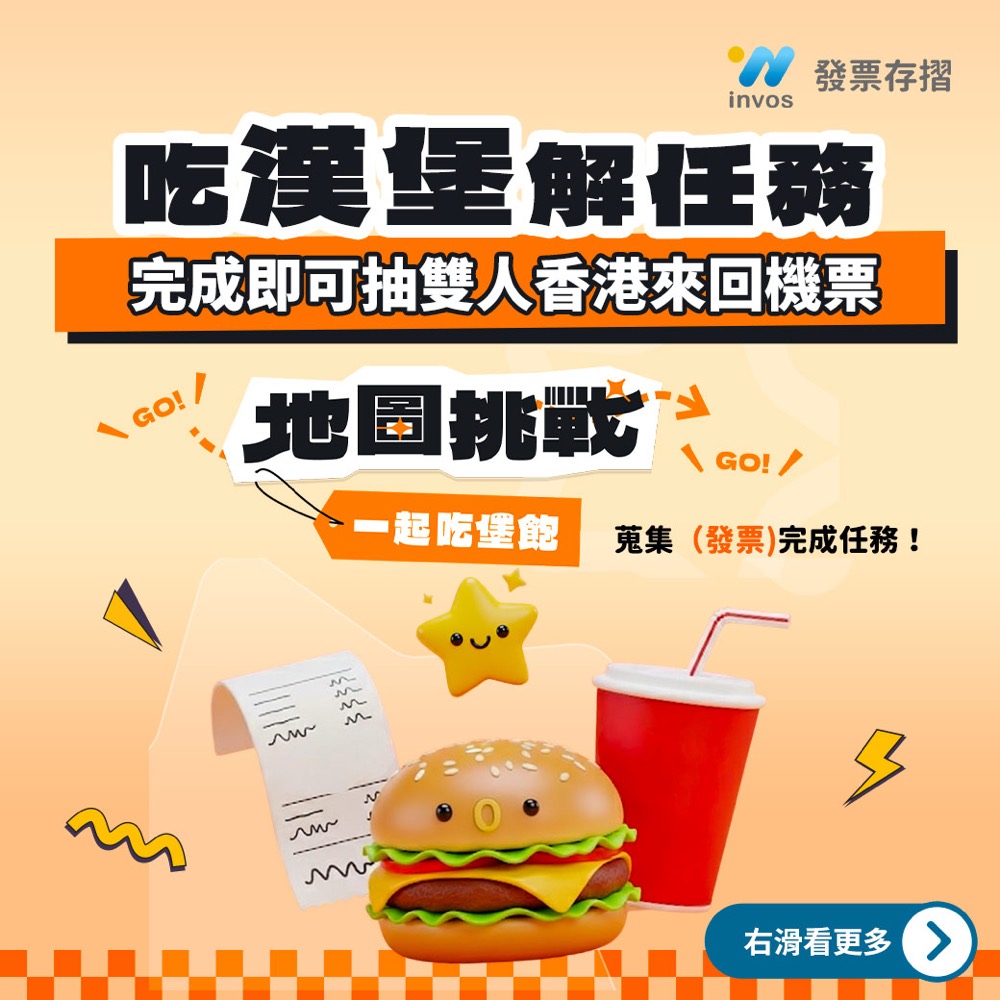 invos 發票存摺
吃漢堡解任務
完成即可抽雙人香港來回機票
GO!
地圖挑戰
GO!
一起吃堡飽
蒐集（發票)完成任務！
右滑看更多